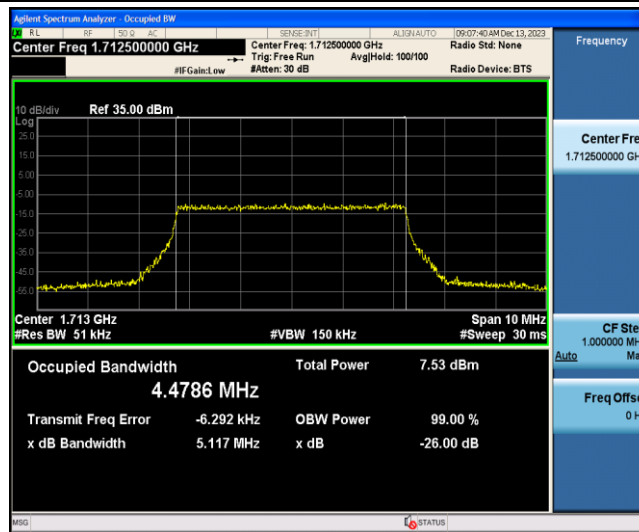 Agilent Spectrum Analyzer - Occupied BW
RL RF 50 Ω AC SENSE:INT ALIGN AUTO 09:07:40 AM Dec 13, 2023
Center Freq 1.712500000 GHz Center Freq: 1.712500000 GHz Radio Std: None
Trig: Free Run Avg|Hold: 100/100
#IFGain:Low #Atten: 30 dB Radio Device: BTS
10 dB/div Ref 35.00 dBm
Log
25.0
15.0
5.00
-5.00
-15.0
-25.0
-35.0
-45.0
-55.0
Center 1.713 GHz Span 10 MHz
#Res BW 51 kHz #VBW 150 kHz #Sweep 30 ms
Occupied Bandwidth Total Power 7.53 dBm
4.4786 MHz
Transmit Freq Error -6.292 kHz OBW Power 99.00 %
x dB Bandwidth 5.117 MHz x dB -26.00 dB
MSG STATUS
Frequency
Center Fre
1.712500000 GH
CF Ste
1.000000 MH
Auto Ma
Freq Offse
0 H